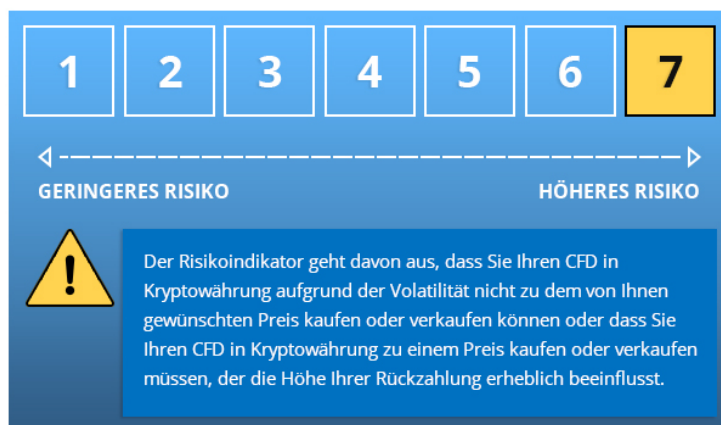 1 2 3 4 5 6 7
GERINGERES RISIKO HÖHERES RISIKO
!
Der Risikoindikator geht davon aus, dass Sie Ihren CFD in
Kryptowährung aufgrund der Volatilität nicht zu dem von Ihnen
gewünschten Preis kaufen oder verkaufen können oder dass Sie
Ihren CFD in Kryptowährung zu einem Preis kaufen oder verkaufen
müssen, der die Höhe Ihrer Rückzahlung erheblich beeinflusst.